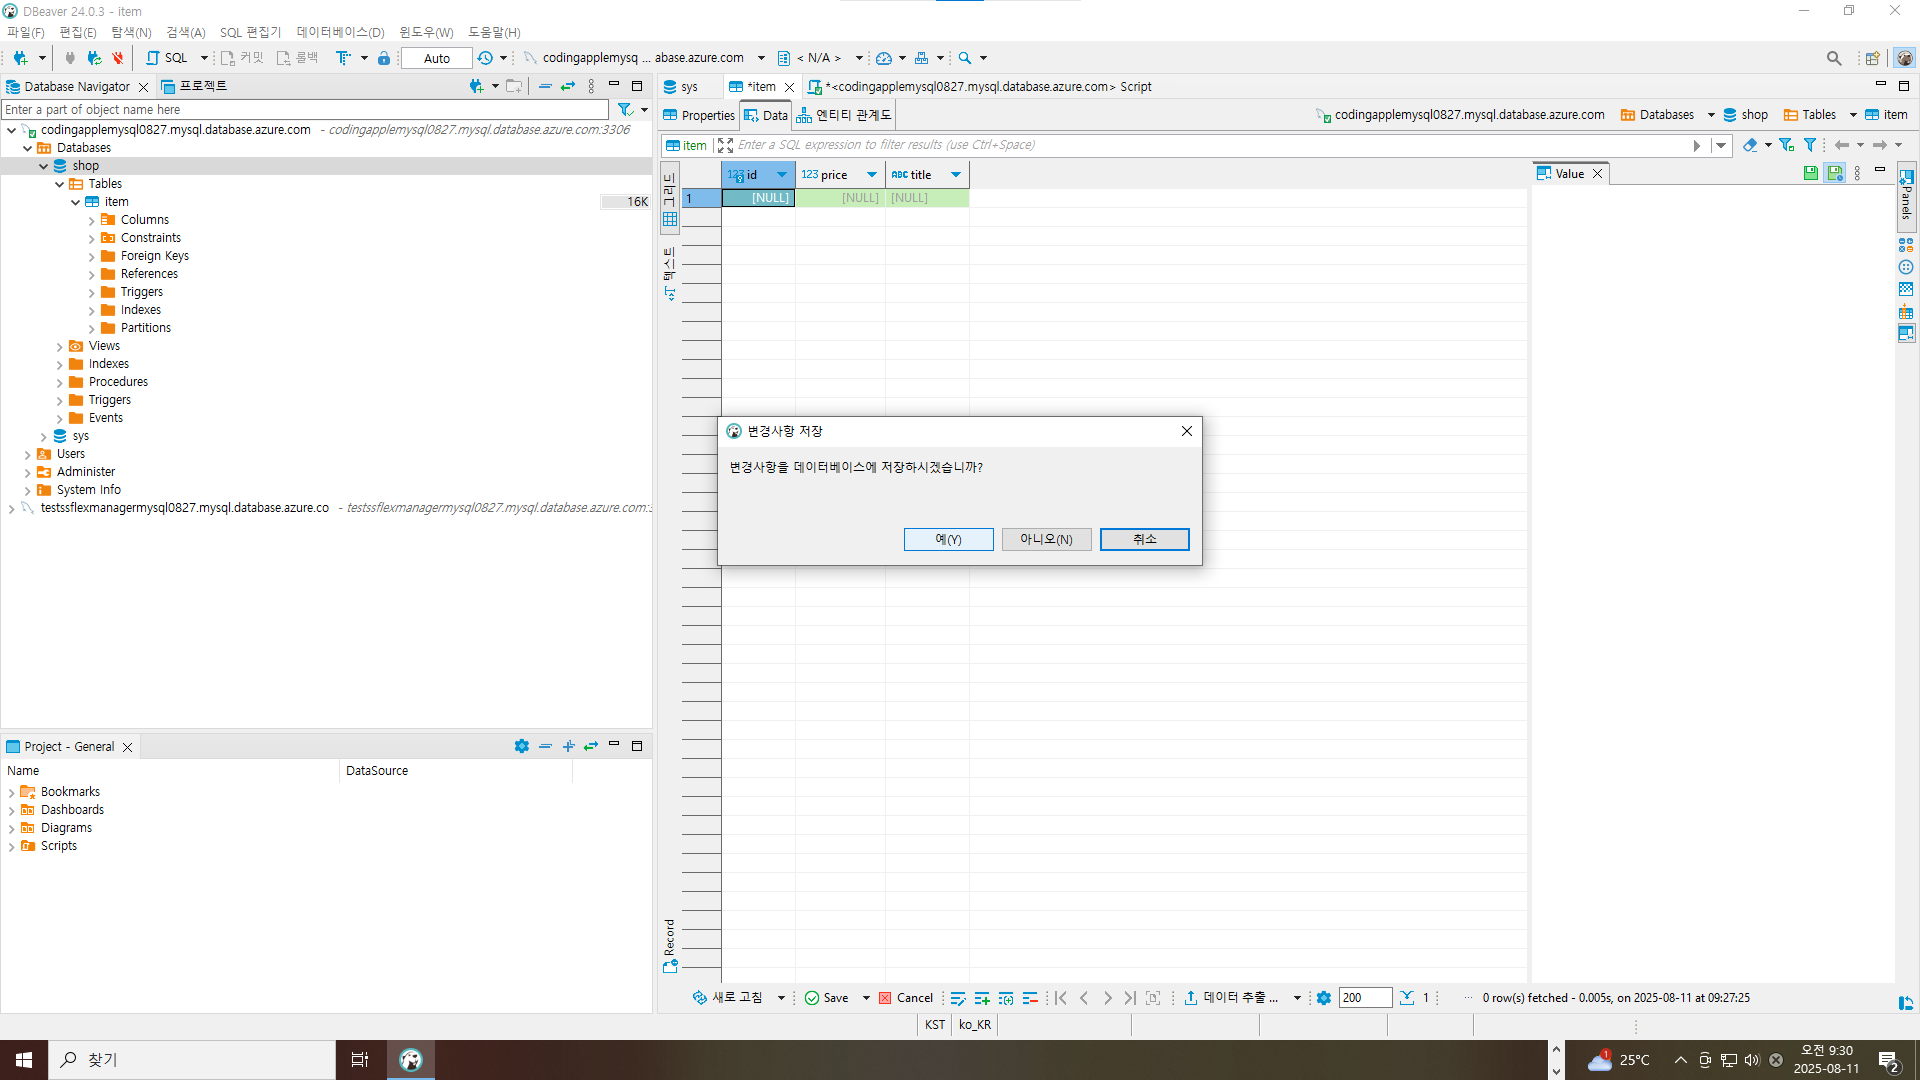 DBeaver 24.0.3 - item
파일(F) 편집(E) 탐색(N) 검색(A) SQL 편집기 데이터베이스(D) 윈도우(W) 도움말(H)
SQL 커밋 롤백 Auto codingapplemysq ... abase.azure.com < N/A >
Database Navigator 프로젝트
Enter a part of object name here
codingapplemysql0827.mysql.database.azure.com - codingapplemysql0827.mysql.database.azure.com:3306
Databases
shop
Tables
item 16K
Columns
Constraints
Foreign Keys
References
Triggers
Indexes
Partitions
Views
Indexes
Procedures
Triggers
Events
sys
Users
Administer
System Info
testssflexmanagermysql0827.mysql.database.azure.co - testssflexmanagermysql0827.mysql.database.azure.com:
Project - General
Name DataSource
Bookmarks
Dashboards
Diagrams
Scripts
sys *item *<codingapplemysql0827.mysql.database.azure.com> Script
Properties Data 엔티티 관계도 codingapplemysql0827.mysql.database.azure.com Databases shop Tables item
item Enter a SQL expression to filter results (use Ctrl+Space)
그리드
텍스트
Record
123 id 123 price ABC title
1 [NULL] [NULL] [NULL]
Value
Panels
변경사항 저장
변경사항을 데이터베이스에 저장하시겠습니까?
예(Y) 아니오(N) 취소
새로 고침 Save Cancel 데이터 추출 ... 200 1 ... 0 row(s) fetched - 0.005s, on 2025-08-11 at 09:27:25
KST ko_KR
찾기
1 25°C 오전 9:30
2025-08-11
2